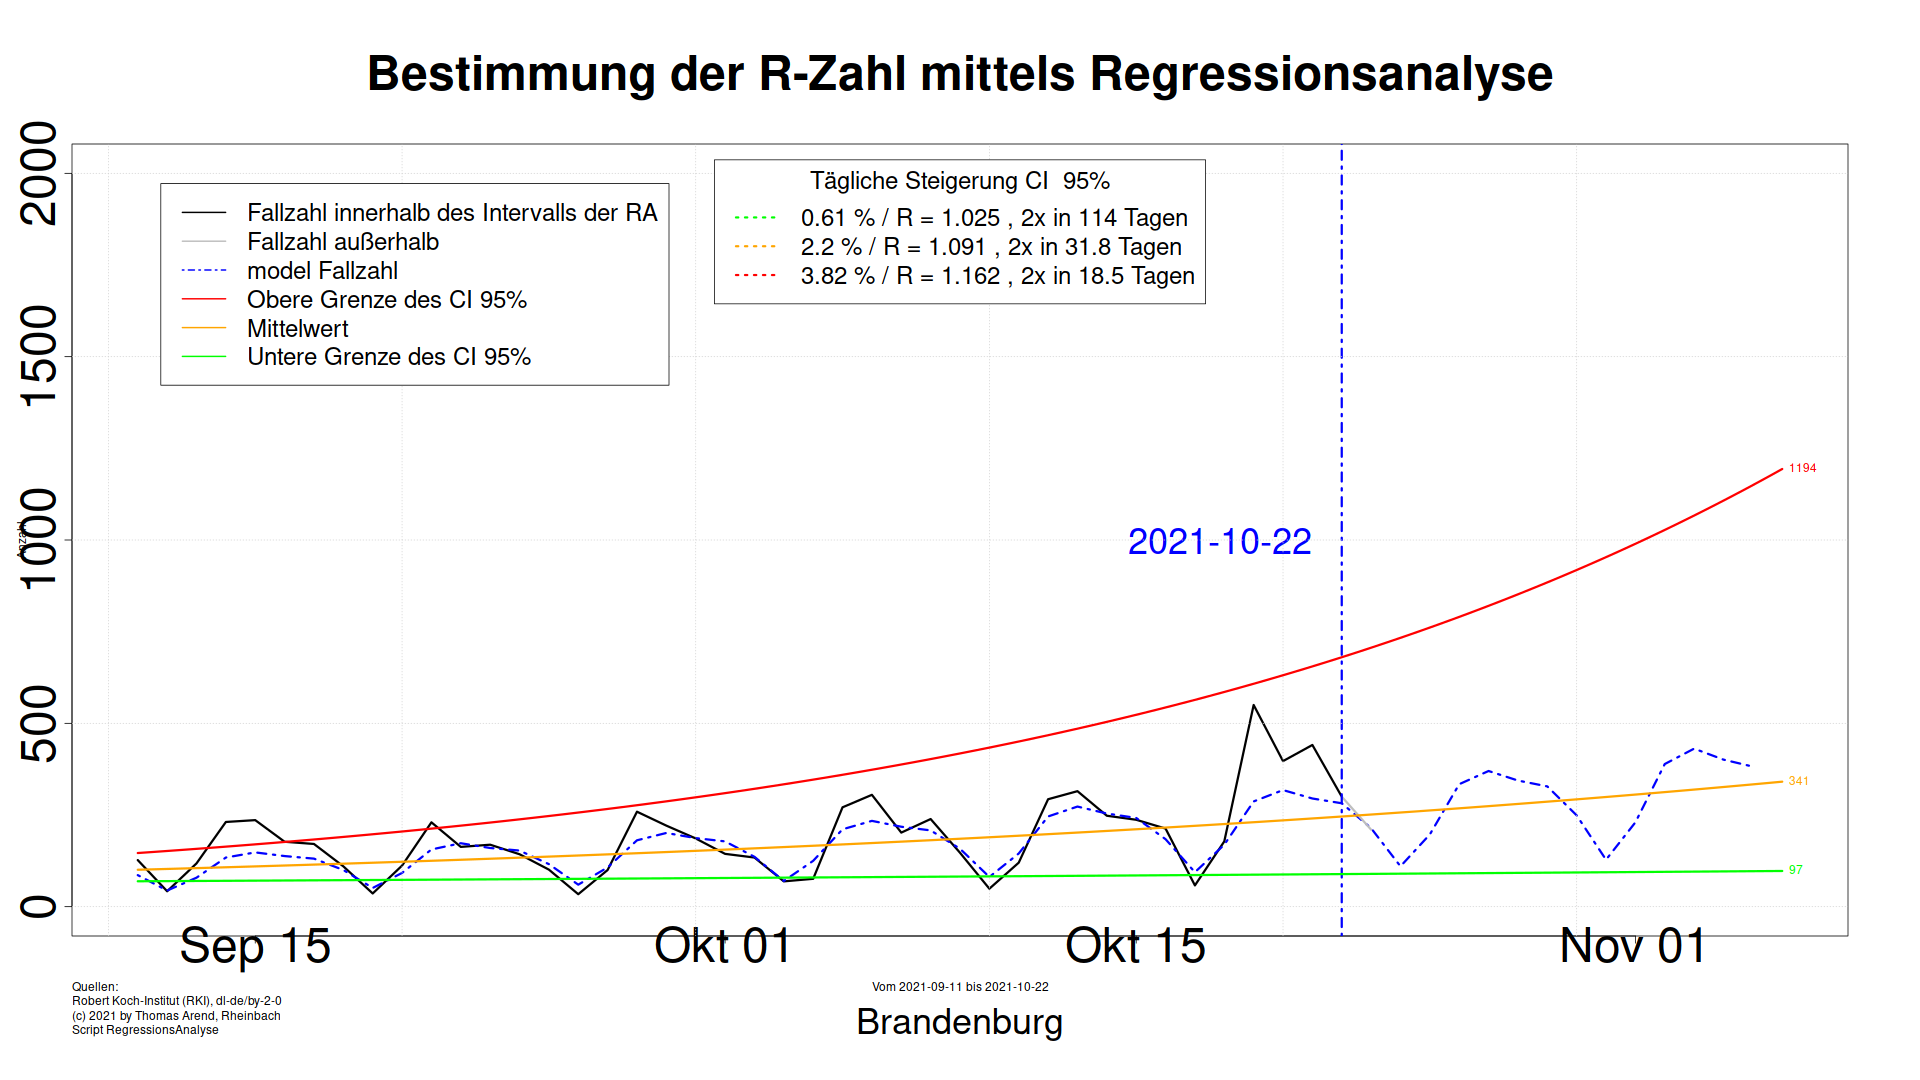 Bestimmung der R-Zahl mittels Regressionsanalyse
2000
1500
1000
500
0
Anzahl
Fallzahl innerhalb des Intervalls der RA
Fallzahl außerhalb
model Fallzahl
Obere Grenze des CI 95%
Mittelwert
Untere Grenze des CI 95%
Tägliche Steigerung CI  95%
0.61 % / R = 1.025 , 2x in 114 Tagen
2.2 % / R = 1.091 , 2x in 31.8 Tagen
3.82 % / R = 1.162 , 2x in 18.5 Tagen
1194
2021-10-22
341
97
Sep 15
Okt 01
Okt 15
Nov 01
Quellen:
Robert Koch-Institut (RKI), dl-de/by-2-0
(c) 2021 by Thomas Arend, Rheinbach
Script RegressionsAnalyse
Vom 2021-09-11 bis 2021-10-22
Brandenburg